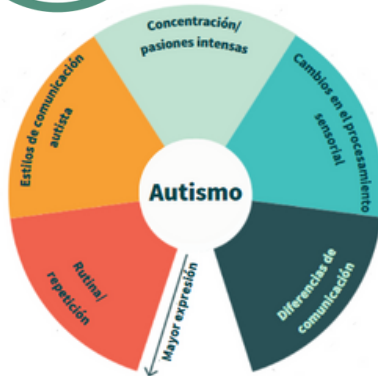 Concentración/
pasiones intensas
Estilos de comunicación
autista
Cambios en el procesamiento
sensorial
Autismo
Rutina/
repetición
Mayor expresión
Diferencias de
comunicación